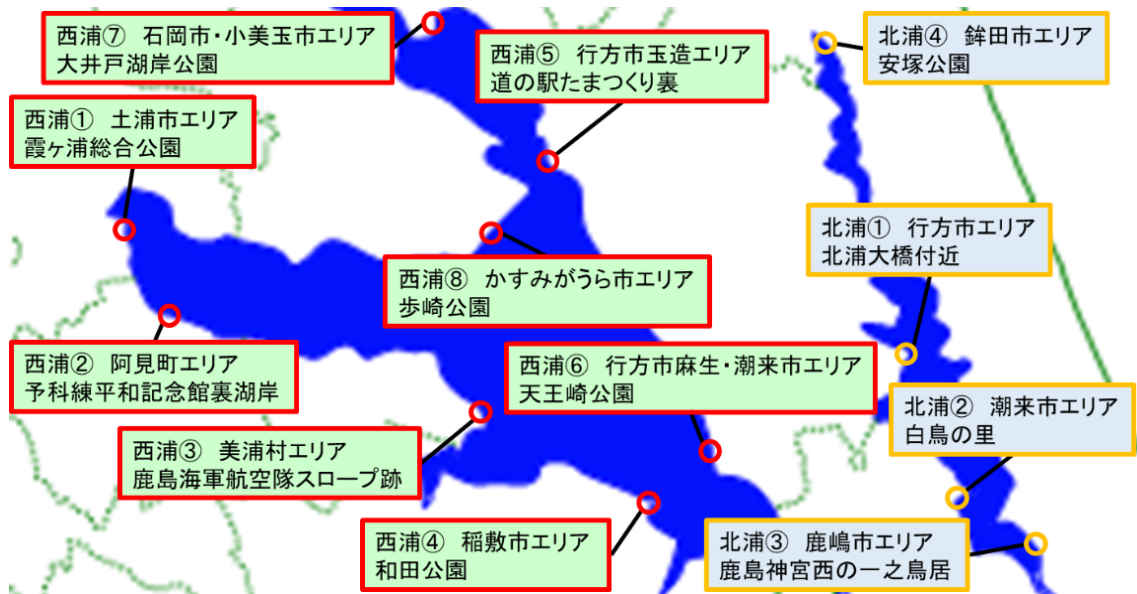 西浦⑦　石岡市・小美玉市エリア
大井戸湖岸公園
西浦⑤　行方市玉造エリア
道の駅たまつくり裏
北浦④　鉾田市エリア
安塚公園
西浦①　土浦市エリア
霞ヶ浦総合公園
北浦①　行方市エリア
北浦大橋付近
西浦⑧　かすみがうら市エリア
歩崎公園
西浦②　阿見町エリア
予科練平和記念館裏湖岸
西浦⑥　行方市麻生・潮来市エリア
天王崎公園
北浦②　潮来市エリア
白鳥の里
西浦③　美浦村エリア
鹿島海軍航空隊スロープ跡
西浦④　稲敷市エリア
和田公園
北浦③　鹿嶋市エリア
鹿島神宮西の一之鳥居